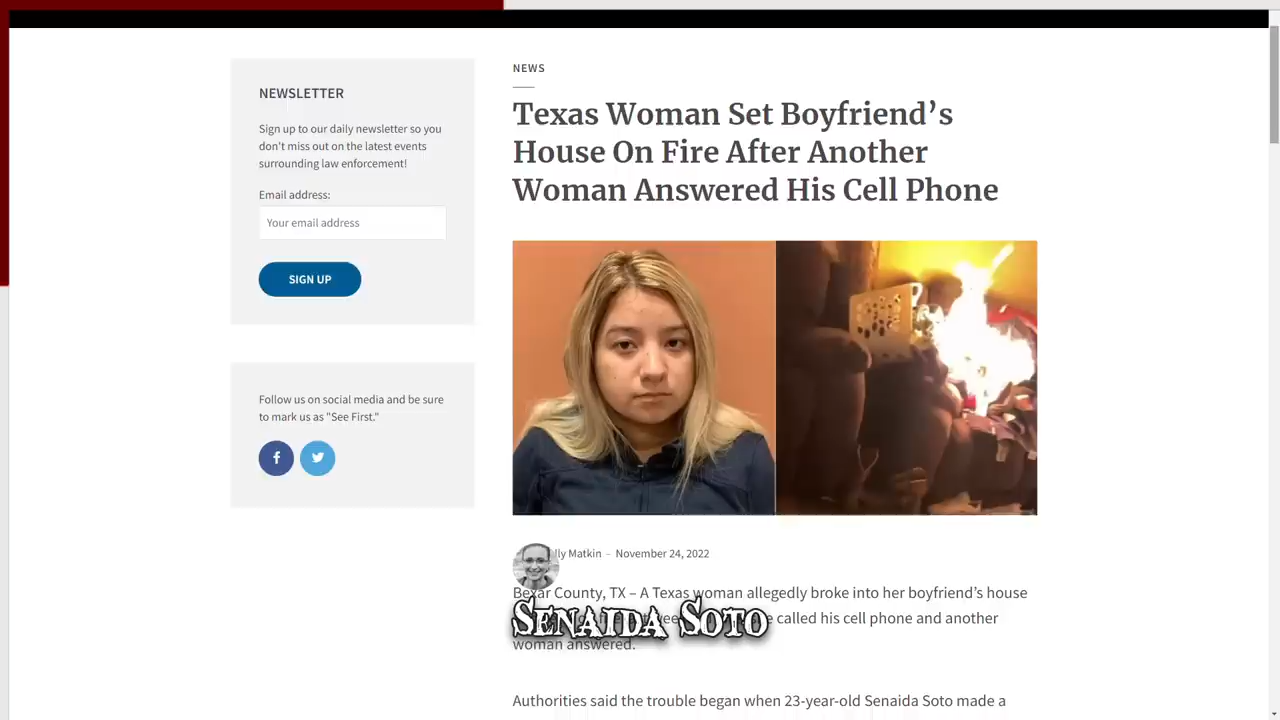 NEWS
Texas Woman Set Boyfriend's
House On Fire After Another
Woman Answered His Cell Phone
NEWSLETTER
Sign up to our daily newsletter so you
don't miss out on the latest events
surrounding law enforcement!
Email address:
Your email address
SIGN UP
Follow us on social media and be sure
to mark us as "See First."
f
lly Matkin – November 24, 2022
Bexar County, TX – A Texas woman allegedly broke into her boyfriend's house
called his cell phone and another
woman answered.
Senaida Soto
Authorities said the trouble began when 23-year-old Senaida Soto made a